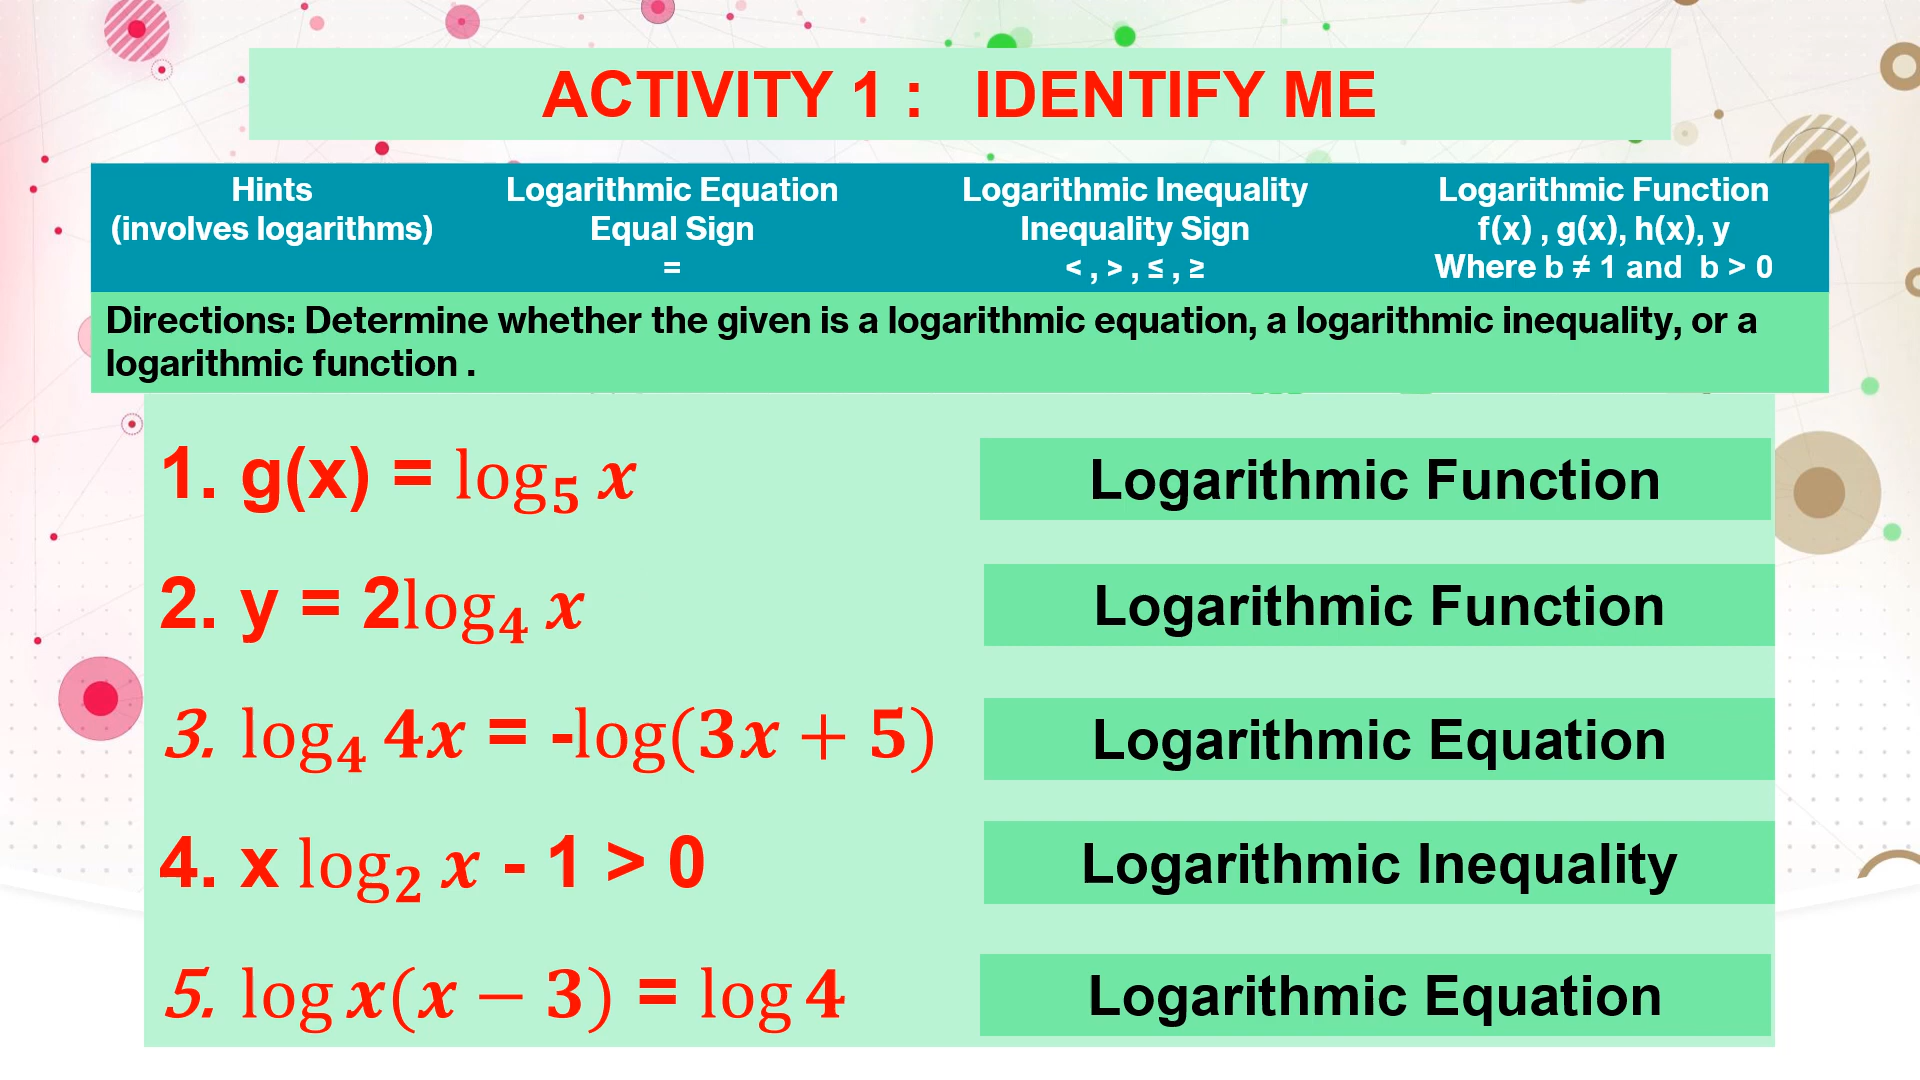 ACTIVITY 1 :   IDENTIFY ME
Hints
(involves logarithms)
Logarithmic Equation
Equal Sign
=
Logarithmic Inequality
Inequality Sign
< , > , ≤ , ≥
Logarithmic Function
f(x) , g(x), h(x), y
Where b ≠ 1 and  b > 0
Directions: Determine whether the given is a logarithmic equation, a logarithmic inequality, or a
logarithmic function .
1. g(x) = log₅ x
Logarithmic Function
2. y = 2log₄ x
Logarithmic Function
3. log₄ 4x = -log(3x + 5)
Logarithmic Equation
4. x log₂ x - 1 > 0
Logarithmic Inequality
5. log x(x − 3) = log 4
Logarithmic Equation